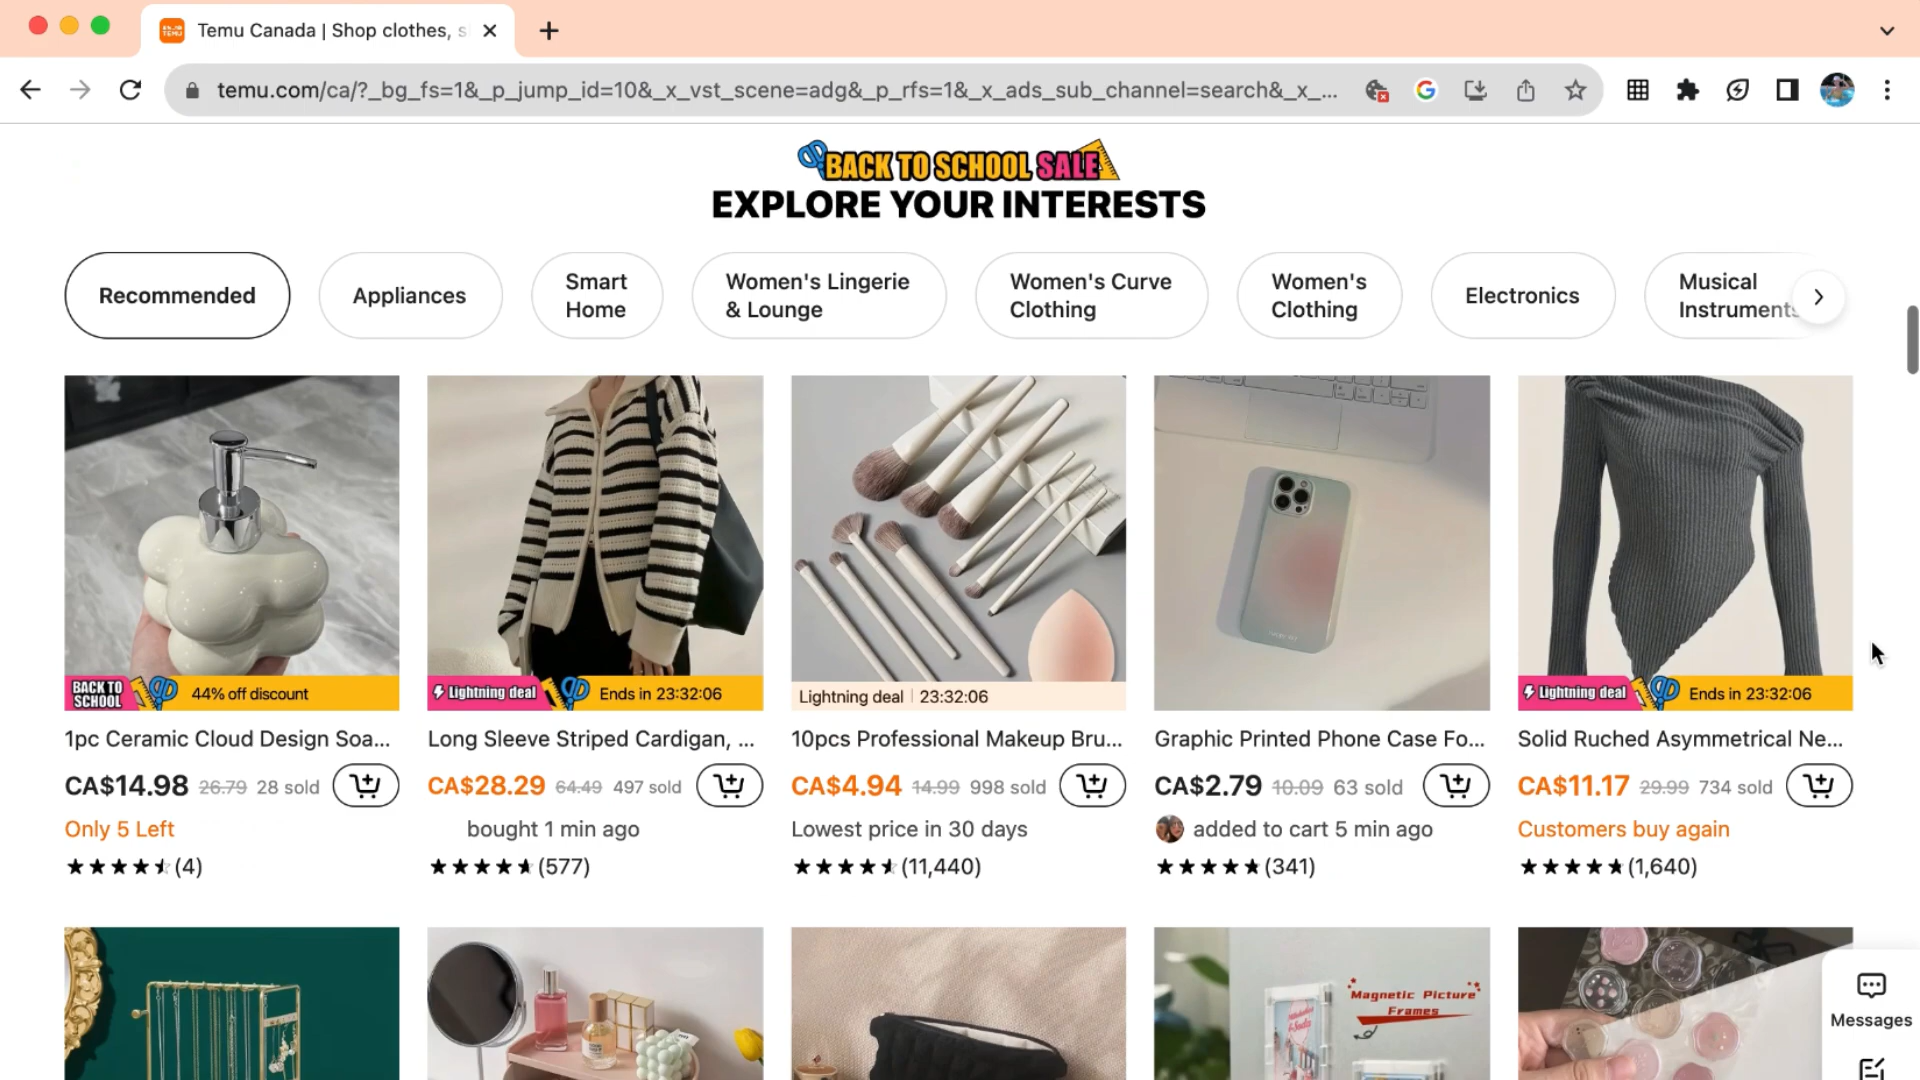 Temu Canada | Shop clothes, s
temu.com/ca/?_bg_fs=1&_p_jump_id=10&_x_vst_scene=adg&_p_rfs=1&_x_ads_sub_channel=search&_x_...
BACK TO SCHOOL SALE
EXPLORE YOUR INTERESTS
Recommended
Appliances
Smart
Home
Women's Lingerie
& Lounge
Women's Curve
Clothing
Women's
Clothing
Electronics
Musical
Instruments
BACK TO
SCHOOL
44% off discount
Lightning deal
Ends in 23:32:06
Lightning deal | 23:32:06
Lightning deal
Ends in 23:32:06
1pc Ceramic Cloud Design Soa...
CA$14.98 26.79 28 sold
Only 5 Left
(4)
Long Sleeve Striped Cardigan, ...
CA$28.29 64.49 497 sold
bought 1 min ago
(577)
10pcs Professional Makeup Bru...
CA$4.94 14.99 998 sold
Lowest price in 30 days
(11,440)
Graphic Printed Phone Case Fo...
CA$2.79 10.09 63 sold
added to cart 5 min ago
(341)
Solid Ruched Asymmetrical Ne...
CA$11.17 29.99 734 sold
Customers buy again
(1,640)
Magnetic Picture
Frames
Messages